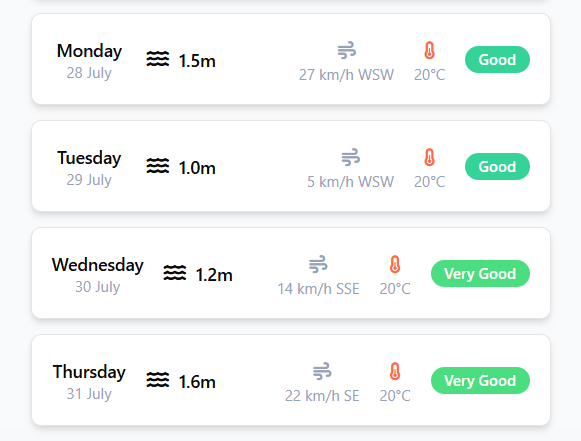 Monday
28 July
1.5m
27 km/h WSW
20°C
Good
Tuesday
29 July
1.0m
5 km/h WSW
20°C
Good
Wednesday
30 July
1.2m
14 km/h SSE
20°C
Very Good
Thursday
31 July
1.6m
22 km/h SE
20°C
Very Good